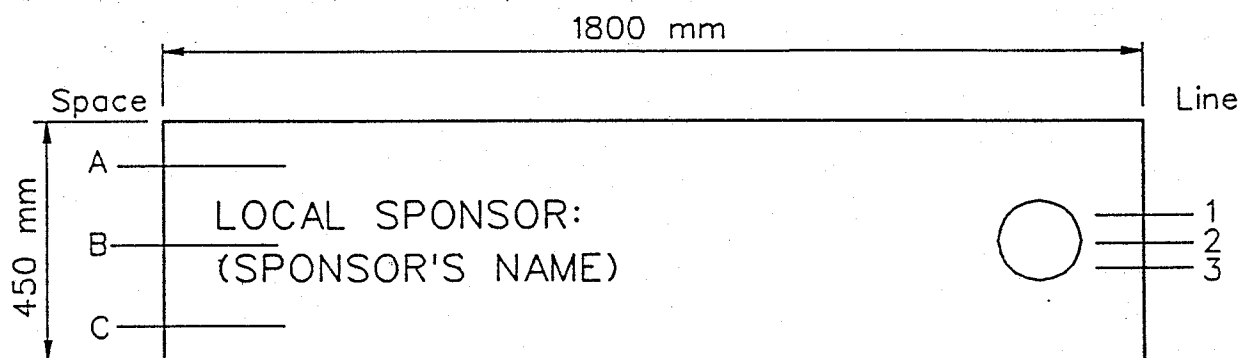 1800 mm
Space
Line
A
LOCAL SPONSOR:
1
450 mm
B
2
(SPONSOR'S NAME)
3
C